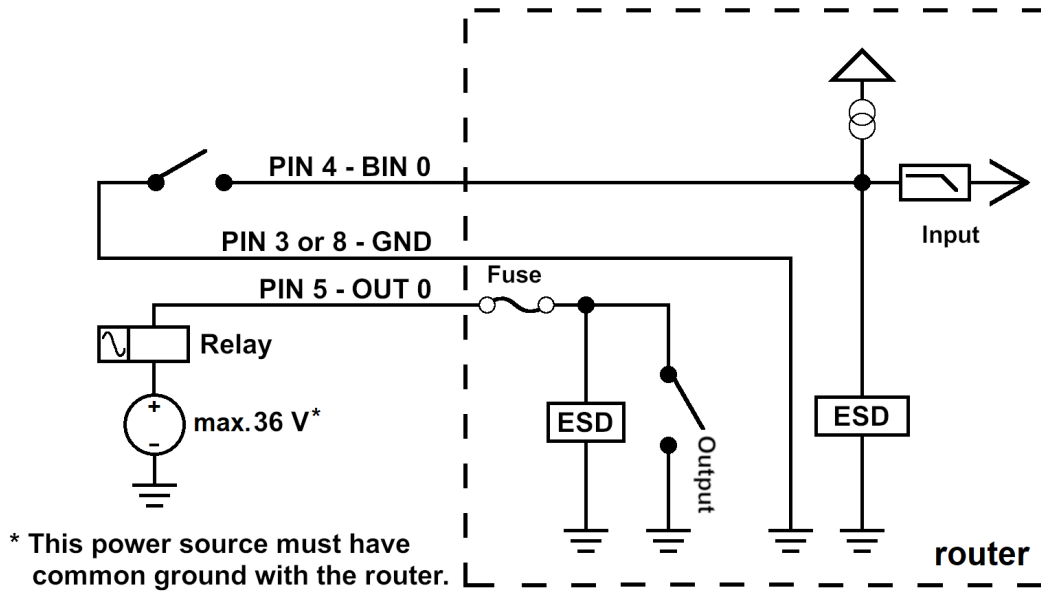 PIN 4 - BIN 0
Input
PIN 3 or 8 - GND
Fuse
PIN 5 - OUT 0
Relay
+
max. 36 V*
-
ESD
ESD
Output
* This power source must have
common ground with the router.
router